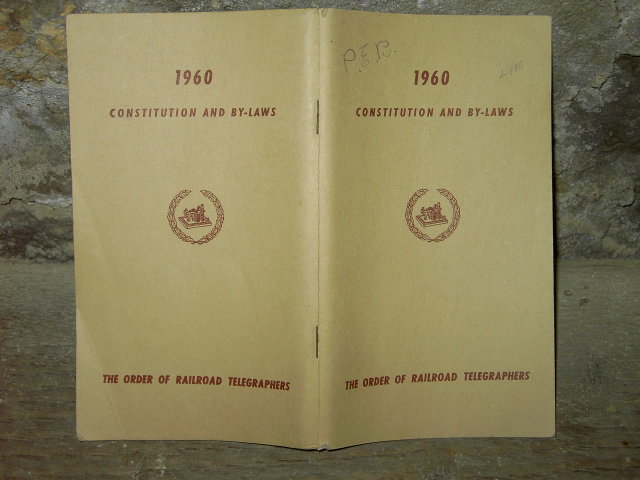 1960
CONSTITUTION AND BY-LAWS
THE ORDER OF RAILROAD TELEGRAPHERS
P.E.B.
1960
CONSTITUTION AND BY-LAWS
THE ORDER OF RAILROAD TELEGRAPHERS